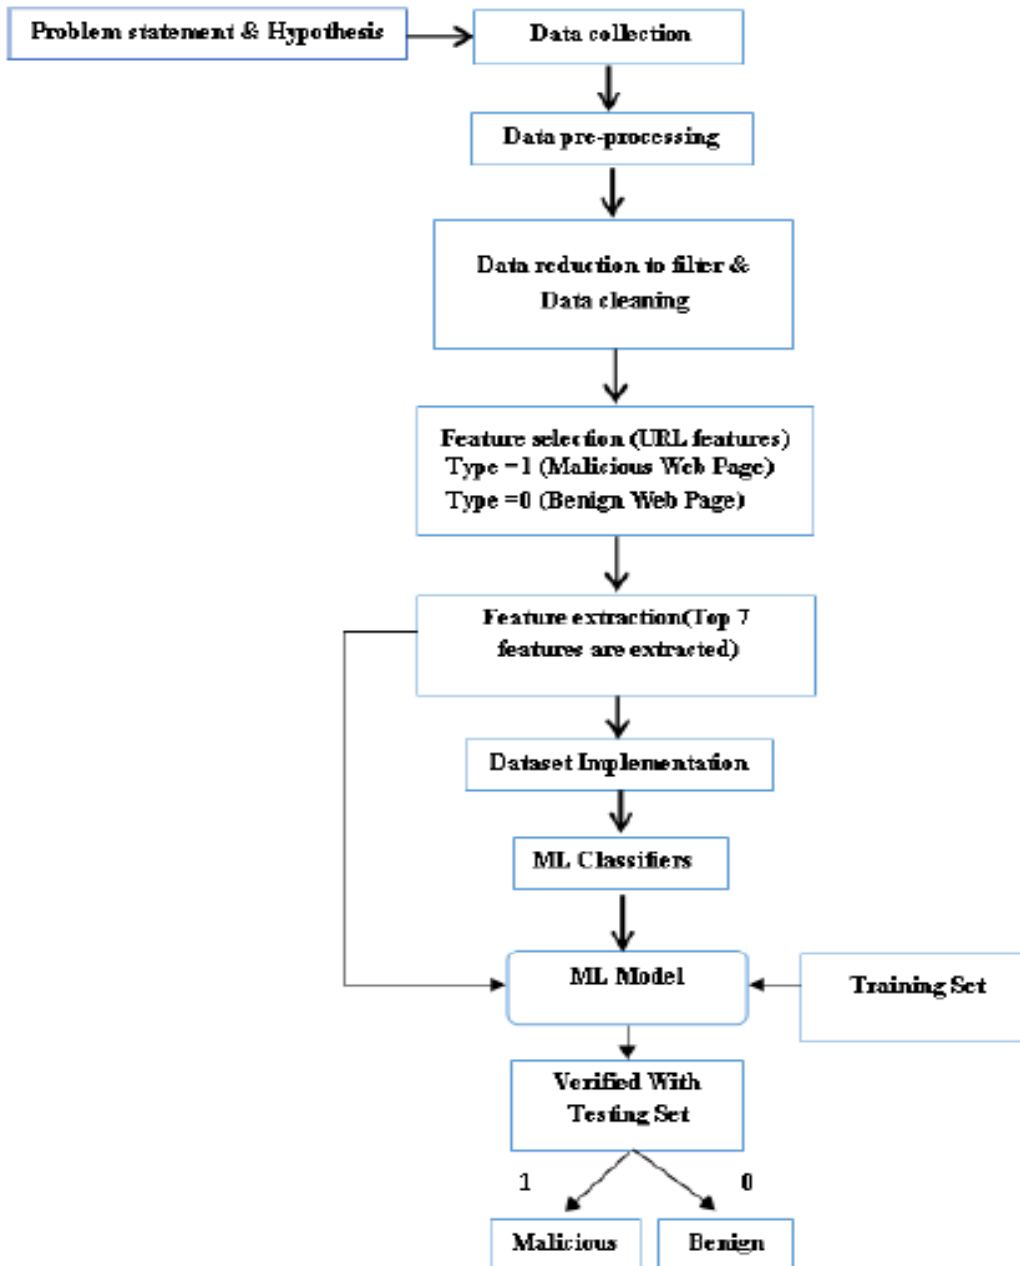 Problem statement & Hypothesis
Data collection
Data pre-processing
Data reduction to filter &
Data cleaning
Feature selection (URL features)
Type =1 (Malicious Web Page)
Type =0 (Benign Web Page)
Feature extraction(Top 7
features are extracted)
Dataset Implementation
ML Classifiers
ML Model
Training Set
Verified With
Testing Set
1
0
Malicious
Benign